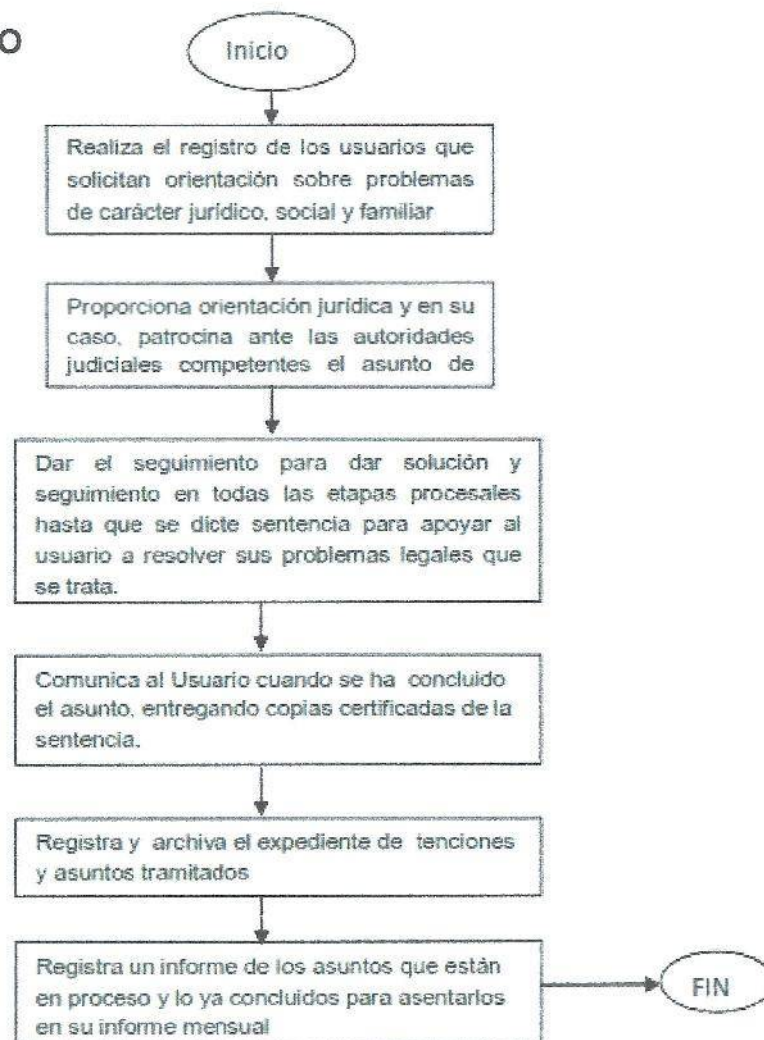 O
Inicio
Realiza el registro de los usuarios que
solicitan orientación sobre problemas
de carácter jurídico, social y familiar
Proporciona orientación jurídica y en su
caso, patrocina ante las autoridades
judiciales competentes el asunto de
Dar el seguimiento para dar solución y
seguimiento en todas las etapas procesales
hasta que se dicte sentencia para apoyar al
usuario a resolver sus problemas legales que
se trata.
Comunica al Usuario cuando se ha concluido
el asunto, entregando copias certificadas de la
sentencia.
Registra y archiva el expediente de tenciones
y asuntos tramitados
Registra un informe de los asuntos que están
en proceso y lo ya concluidos para asentarlos
en su informe mensual
FIN